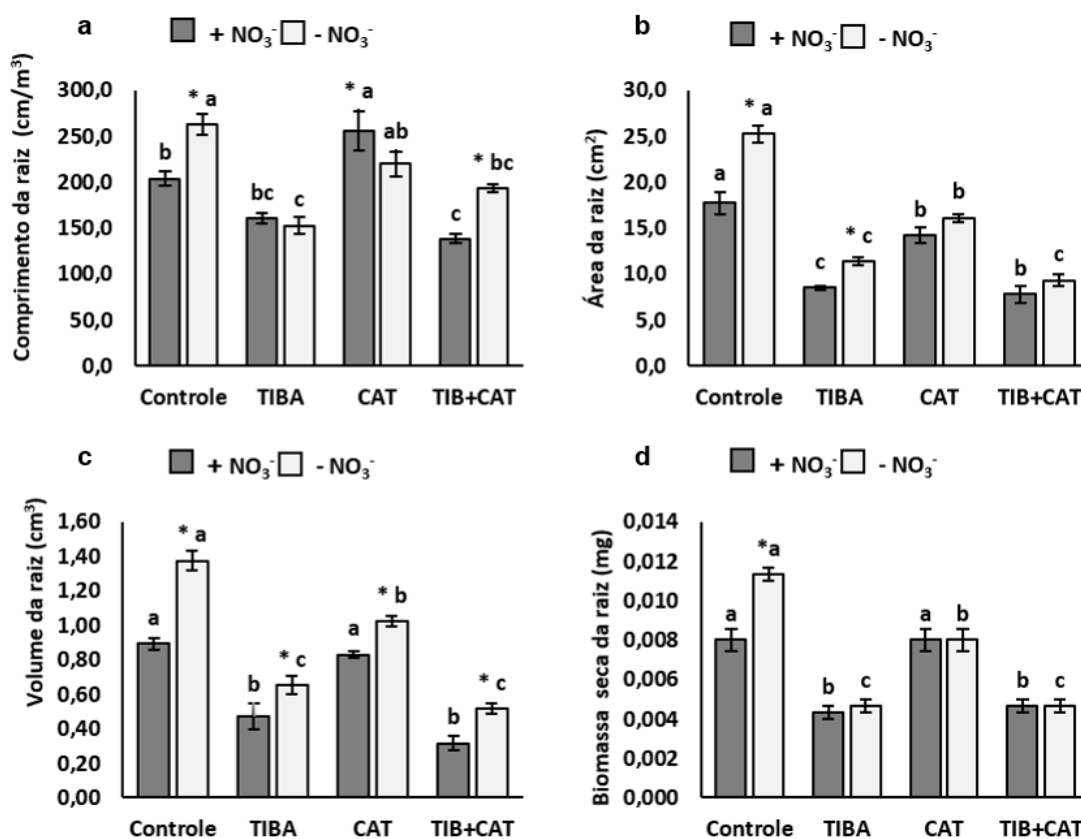 a
+ NO₃⁻ - NO₃⁻
Comprimento da raiz (cm/m³)
300,0
250,0
200,0
150,0
100,0
50,0
0,0
b
* a
bc
c
* a
ab
c
* bc
Controle TIBA CAT TIB+CAT
b
+ NO₃⁻ - NO₃⁻
Área da raiz (cm²)
30,0
25,0
20,0
15,0
10,0
5,0
0,0
a
* a
c
* c
b
b
b
c
Controle TIBA CAT TIB+CAT
c
+ NO₃⁻ - NO₃⁻
Volume da raiz (cm³)
1,60
1,40
1,20
1,00
0,80
0,60
0,40
0,20
0,00
a
* a
b
* c
a
* b
b
* c
Controle TIBA CAT TIB+CAT
d
+ NO₃⁻ - NO₃⁻
Biomassa seca da raiz (mg)
0,014
0,012
0,010
0,008
0,006
0,004
0,002
0,000
a
*a
b
c
a
b
b
c
Controle TIBA CAT TIB+CAT